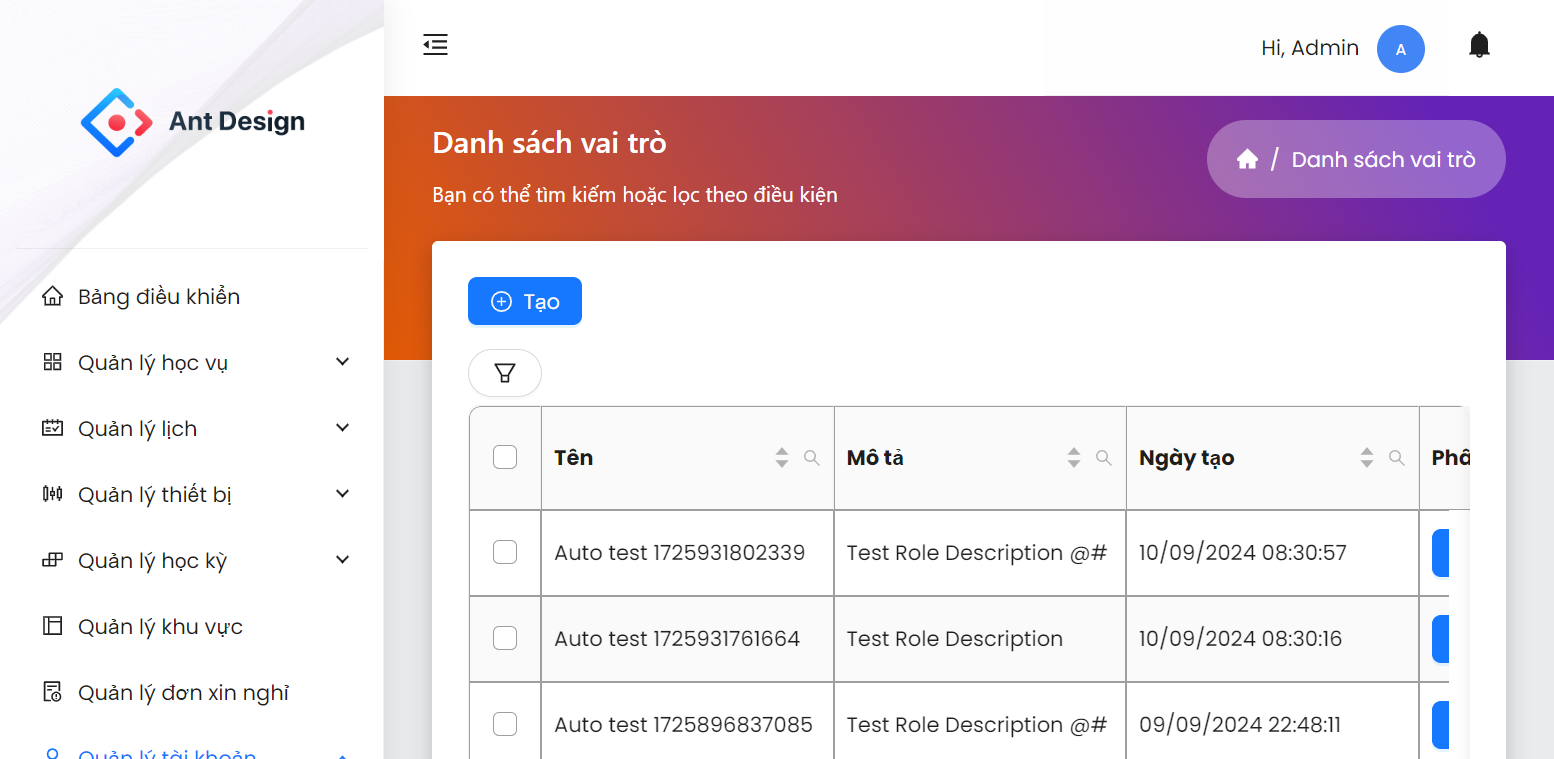 Hi, Admin
A
Ant Design
Danh sách vai trò
Bạn có thể tìm kiếm hoặc lọc theo điều kiện
/ Danh sách vai trò
Bảng điều khiển
Quản lý học vụ
Quản lý lịch
Quản lý thiết bị
Quản lý học kỳ
Quản lý khu vực
Quản lý đơn xin nghỉ
Quản lý tài khoản
Tạo
Tên Mô tả Ngày tạo
Auto test 1725931802339 Test Role Description @# 10/09/2024 08:30:57
Auto test 1725931761664 Test Role Description 10/09/2024 08:30:16
Auto test 1725896837085 Test Role Description @# 09/09/2024 22:48:11